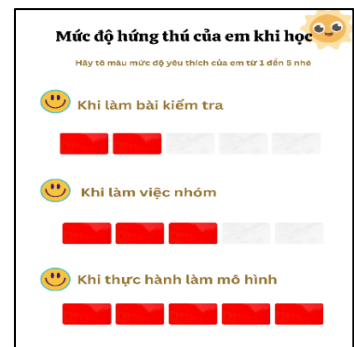 Mức độ hứng thú của em khi học
Hãy tô màu mức độ yêu thích của em từ 1 đến 5 nhé
Khi làm bài kiểm tra
Khi làm việc nhóm
Khi thực hành làm mô hình